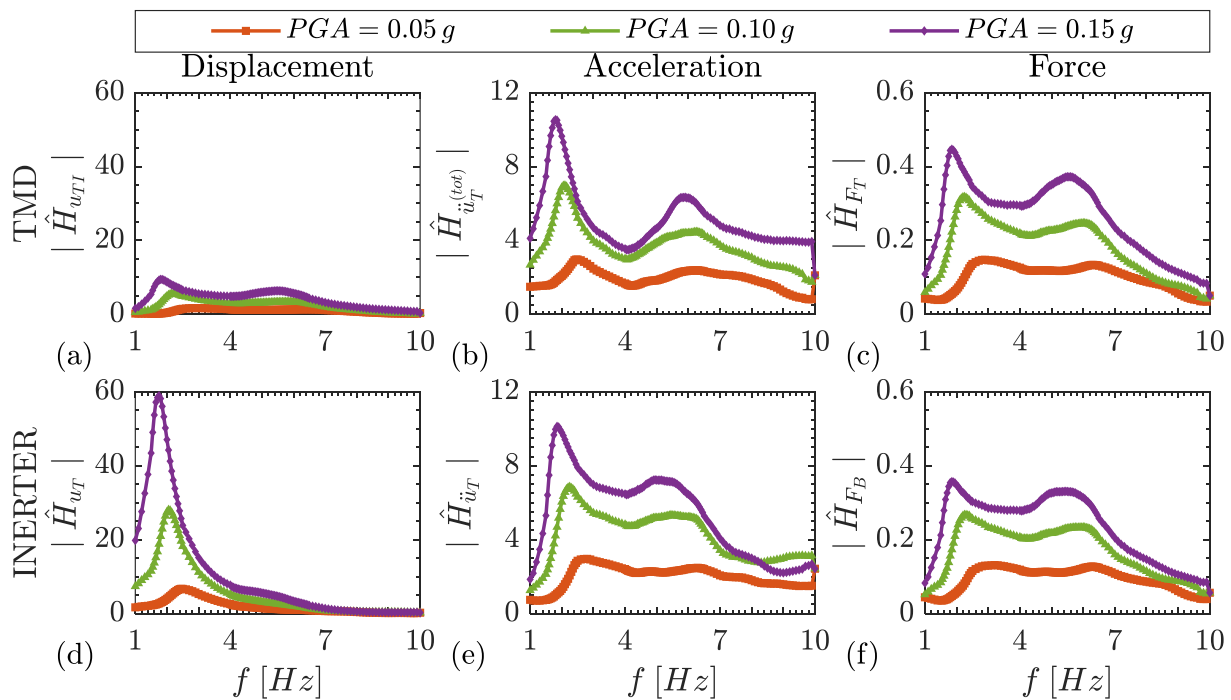 PGA = 0.05 g PGA = 0.10 g PGA = 0.15 g
Displacement Acceleration Force
TMD
| Ĥ_{u_{TI}} |
60
40
20
0
1 4 7 10
(a)
| Ĥ_{ü_T^{(tot)}} |
12
8
4
0
1 4 7 10
(b)
| Ĥ_{F_T} |
0.6
0.4
0.2
0
1 4 7 10
(c)
INERTER
| Ĥ_{u_T} |
60
40
20
0
1 4 7 10
(d)
f [Hz]
| Ĥ_{ü_T} |
12
8
4
0
1 4 7 10
(e)
f [Hz]
| Ĥ_{F_B} |
0.6
0.4
0.2
0
1 4 7 10
(f)
f [Hz]